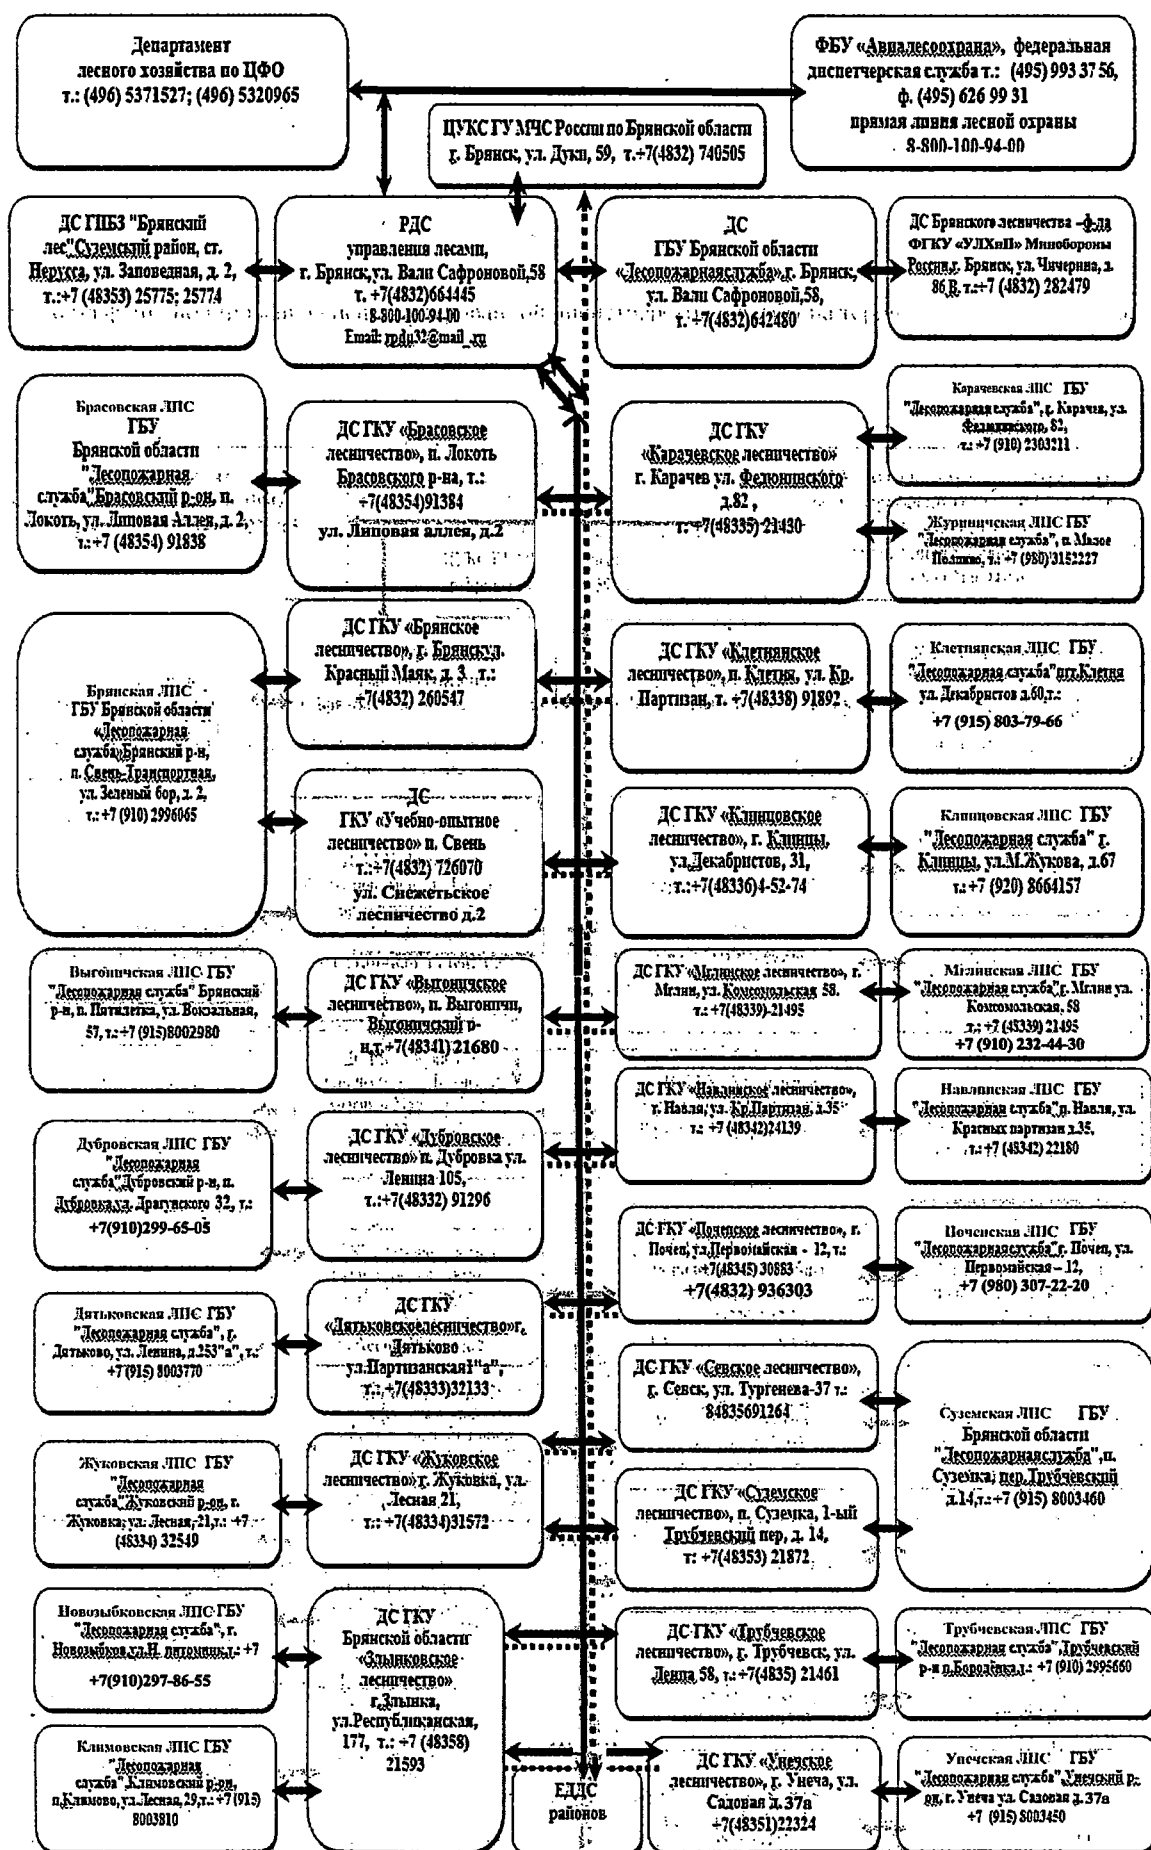 Департамент
лесного хозяйства по ЦФО
т.: (496) 5371527; (496) 5320965
ФБУ «Авиалесоохрана», федеральная
диспетчерская служба т.: (495) 993 37 56,
ф. (495) 626 99 31
прямая линия лесной охраны
8-800-100-94-00
ЦУКС ГУ МЧС России по Брянской области
г. Брянск, ул. Дуки, 59, т.+7(4832) 740505
ДС ГПБЗ "Брянский
лес"Суземский район, ст.
Нерусса, ул. Заповедная, д. 2,
т.:+7 (48353) 25775; 25774
РДС
управления лесами,
г. Брянск,ул. Вали Сафроновой,58
т. +7(4832)664445
8-800-100-94-00
Email: rpdu32@mail_.ru
ДС
ГБУ Брянской области
«Лесопожарнаяслужба»,г. Брянск,
ул. Вали Сафроновой,58,
т. +7(4832)642480
ДС Брянского лесничества –ф-да
ФГКУ «УЛХиП» Минобороны
России,г. Брянск, ул. Чичерина, д.
86 В. т.:+7 (4832) 282479
Брасовская ЛПС
ГБУ
Брянской области
"Лесопожарная
служба"Брасовский р-он, п.
Локоть, ул. Липовая Аллея, д. 2,
т.:+7 (48354) 91838
ДС ГКУ «Брасовское
лесничество», п. Локоть
Брасовского р-на, т.:
+7(48354)91384
ул. Липовая аллея, д.2
ДС ГКУ
«Карачевское лесничество»
г. Карачев ул. Федюнинского
д.82 ,
т. +7(48335) 21430
Карачевская ЛПС ГБУ
"Лесопожарная служба", г. Карачев, ул.
82,
т.: +7 (910) 2303211
Журиничская ЛПС ГБУ
"Лесопожарная служба", п. Малое
Полпино, т.: +7 (980)3152227
Брянская ЛПС
ГБУ Брянской области
«Лесопожарная
служба»Брянский р-н,
п. Свень-Транспортная,
ул. Зеленый бор, д. 2,
т.:+7 (910) 2996065
ДС ГКУ «Брянское
лесничество», г. Брянскул.
Красный Маяк, д. 3 т.:
+7(4832) 260547
ДС ГКУ «Клетнянское
лесничество», п. Клетня, ул. Кр.
Партизан, т. +7(48338) 91892
Клетнянская ЛПС ГБУ
"Лесопожарная служба"пгт.Клетня
ул. Декабристов д.60,т.:
+7 (915) 803-79-66
ДС
ГКУ «Учебно-опытное
лесничество» п. Свень
т.:+7(4832) 726070
ул. Снежетьское
лесничество д.2
ДС ГКУ «Клинцовское
лесничество», г. Клинцы,
ул.Декабристов, 31,
т.:+7(48336)4-52-74
Клинцовская ЛПС ГБУ
"Лесопожарная служба" г.
Клинцы, ул.М.Жукова, д.67
т.:+7 (920) 8664157
Выгоничская ЛПС ГБУ
"Лесопожарная служба" Брянский
р-н, п. Пятилетка, ул. Вокзальная,
57, т.:+7 (915)8002980
ДС ГКУ «Выгоничское
лесничество», п. Выгоничи,
Выгоничский р-
н,т.+7(48341) 21680
ДС ГКУ «Мглинское лесничество», г.
Мглин, ул. Комсомольская 58.
т.: +7(48339)-21495
Мглинская ЛПС ГБУ
"Лесопожарная служба"г. Мглин ул.
Комсомольская, 58
т.: +7 (48339) 21495
+7 (910) 232-44-30
ДС ГКУ «Навлинское лесничество»,
г. Навля, ул. Кр.Партизан, д.35
т.: +7 (48342)24139
Навлинская ЛПС ГБУ
"Лесопожарная служба"п. Навля, ул.
Красных партизан д.35,
т.:+7 (48342) 22180
Дубровская ЛПС ГБУ
"Лесопожарная
служба"Дубровский р-н, п.
Дубровка,ул. Драгунского 32, т.:
+7(910)299-65-05
ДС ГКУ «Дубровское
лесничество» п. Дубровка ул.
Ленина 105,
т.:+7(48332) 91296
ДС ГКУ «Почепское лесничество», г.
Почеп, ул.Первомайская – 12, т.:
+7(48345) 30883
+7(4832) 936303
Почепская ЛПС ГБУ
"Лесопожарнаяслужба"г. Почеп, ул.
Первомайская – 12,
+7 (980) 307-22-20
Дятьковская ЛПС ГБУ
"Лесопожарная служба", г.
Дятьково, ул. Ленина, д.253"а", т.:
+7 (915) 8003770
ДС ГКУ
«Дятьковскоелесничество»г.
Дятьково
ул.Партизанская1"а",
т.:+7(48333)32133
ДС ГКУ «Севское лесничество»,
г. Севск, ул. Тургенева-37 т.:
84835691264
Суземская ЛПС ГБУ
Брянской области
"Лесопожарнаяслужба",п.
Суземка, пер.Трубчевский
д.14,т.:+7 (915) 8003460
Жуковская ЛПС ГБУ
"Лесопожарная
служба"Жуковский р-он, г.
Жуковка, ул. Лесная, 21,т.: +7
(48334) 32549
ДС ГКУ «Жуковское
лесничество» г. Жуковка, ул.
Лесная 21,
т.: +7(48334)31572
ДС ГКУ «Суземское
лесничество», п. Суземка, 1-ый
Трубчевский пер, д. 14,
т: +7(48353) 21872
Новозыбковская ЛПС ГБУ
"Лесопожарная служба", г.
Новозыбков,ул.Н. питомник,т.: +7
+7(910)297-86-55
ДС ГКУ
Брянской области
«Злынковское
лесничество»
г.Злынка,
ул.Республиканская,
177, т.: +7 (48358)
21593
ДС ГКУ «Трубчевское
лесничество», г. Трубчевск, ул.
Ленина 58, т.:+7(4835) 21461
Трубчевская ЛПС ГБУ
"Лесопожарная служба",Трубчевский
р-н п.Бородёнка,т.: +7 (910) 2995660
Климовская ЛПС ГБУ
"Лесопожарная
служба",Климовский р-он,
п.Климово, ул.Лесная, 29,т.: +7 (915)
8003810
ЕДДС
районов
ДС ГКУ «Унечское
лесничество», г. Унеча, ул.
Садовая д. 37а
+7(48351)22324
Унечская ЛПС ГБУ
"Лесопожарная служба",Унечский р-
он, г. Унеча ул. Садовая д. 37а
+7 (915) 8003450